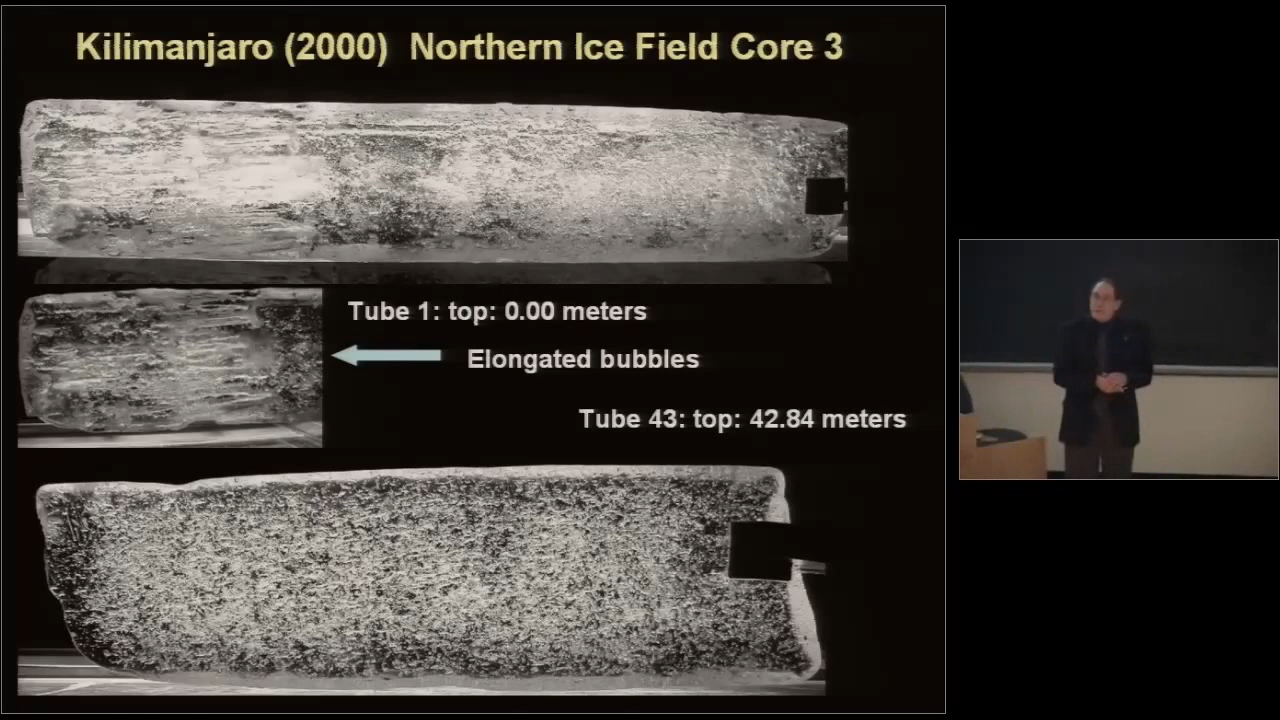 Kilimanjaro (2000) Northern Ice Field Core 3
Tube 1: top: 0.00 meters
Elongated bubbles
Tube 43: top: 42.84 meters